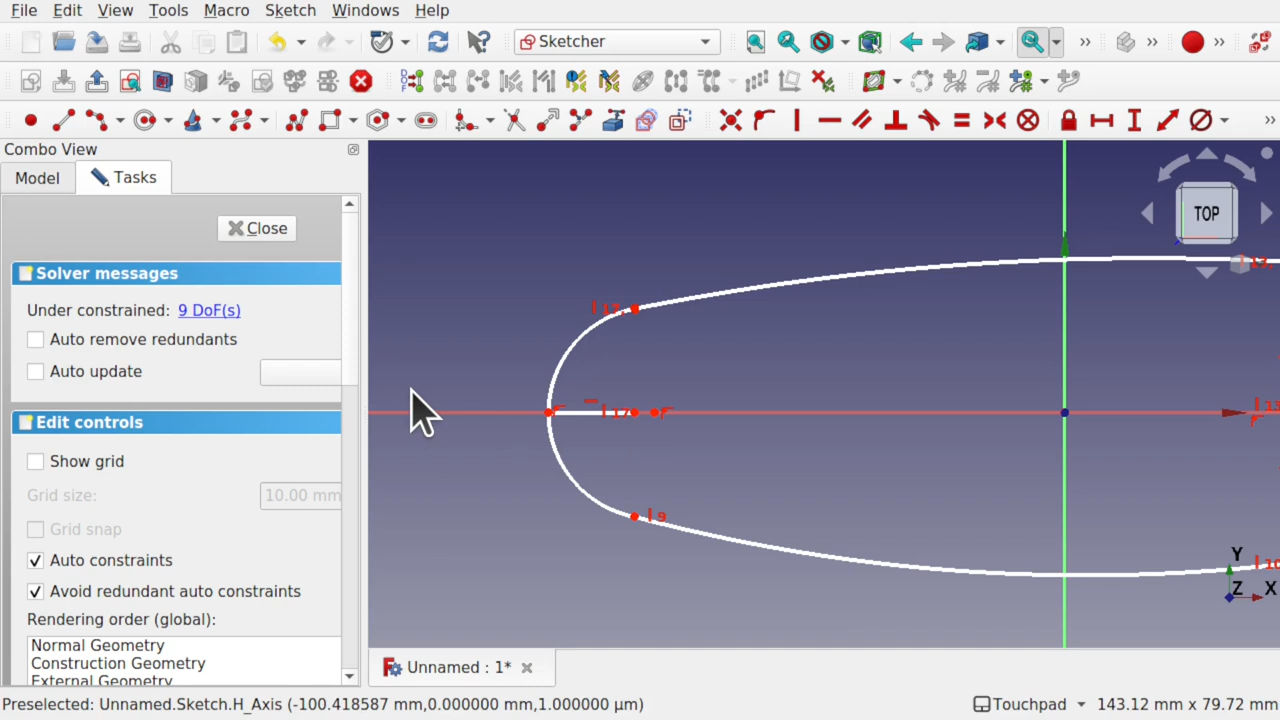 File Edit View Tools Macro Sketch Windows Help
Sketcher
Combo View
Model Tasks
Close
Solver messages
Under constrained: 9 DoF(s)
Auto remove redundants
Auto update
Edit controls
Show grid
Grid size: 10.00 mm
Grid snap
Auto constraints
Avoid redundant auto constraints
Rendering order (global):
Normal Geometry
Construction Geometry
External Geometry
TOP
17
9
Y
Z X
Unnamed : 1*
Preselected: Unnamed.Sketch.H_Axis (-100.418587 mm,0.000000 mm,1.000000 µm)
Touchpad 143.12 mm x 79.72 mm